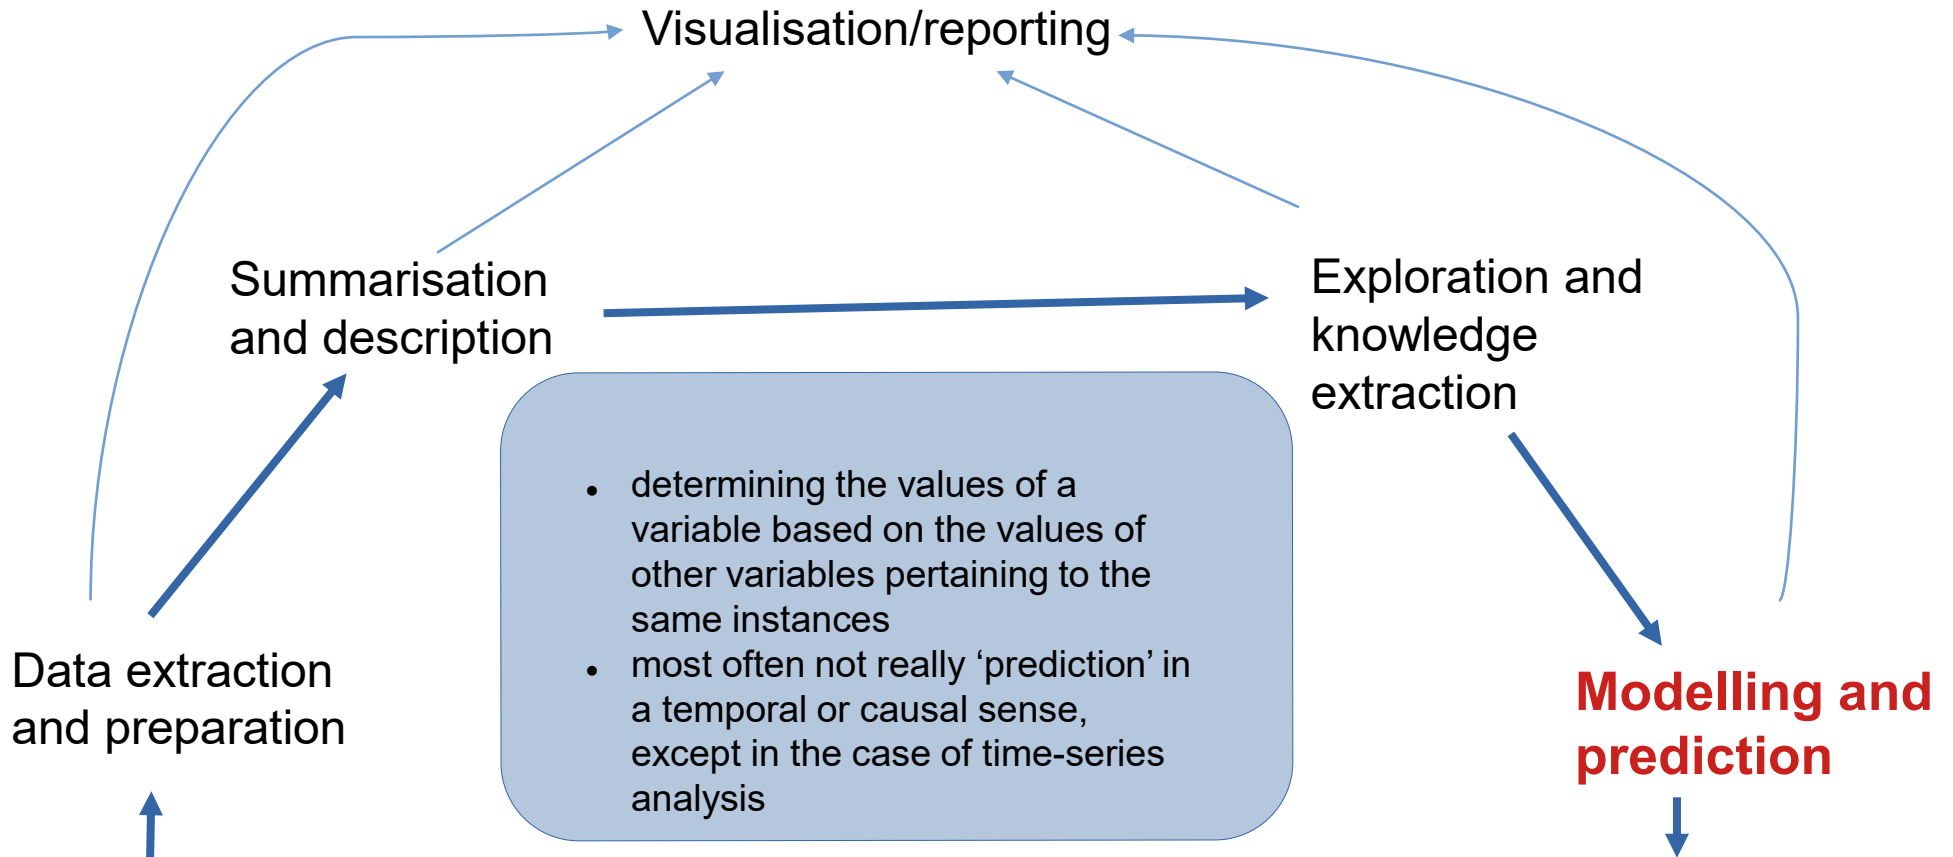 Visualisation/reporting
Summarisation
and description
Exploration and
knowledge
extraction
• determining the values of a
variable based on the values of
other variables pertaining to the
same instances
• most often not really ‘prediction’ in
a temporal or causal sense,
except in the case of time-series
analysis
Data extraction
and preparation
Modelling and
prediction